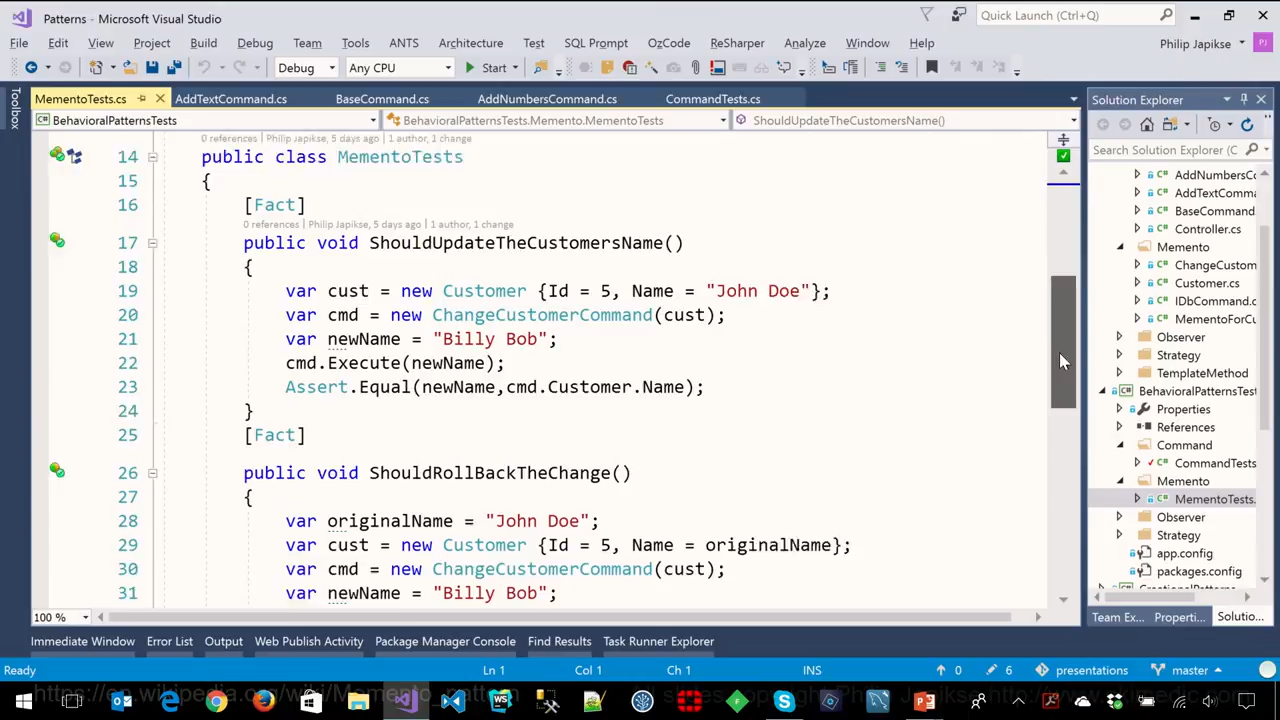 Patterns - Microsoft Visual Studio
Quick Launch (Ctrl+Q)
File Edit View Project Build Debug Team Tools ANTS Architecture Test SQL Prompt OzCode ReSharper Analyze Window Help
Philip Japikse PJ
Debug Any CPU Start
Toolbox
MementoTests.cs AddTextCommand.cs BaseCommand.cs AddNumbersCommand.cs CommandTests.cs
BehavioralPatternsTests BehavioralPatternsTests.Memento.MementoTests ShouldUpdateTheCustomersName()
0 references | Philip Japikse, 5 days ago | 1 author, 1 change
14 public class MementoTests
15 {
16 [Fact]
0 references | Philip Japikse, 5 days ago | 1 author, 1 change
17 public void ShouldUpdateTheCustomersName()
18 {
19 var cust = new Customer {Id = 5, Name = "John Doe"};
20 var cmd = new ChangeCustomerCommand(cust);
21 var newName = "Billy Bob";
22 cmd.Execute(newName);
23 Assert.Equal(newName,cmd.Customer.Name);
24 }
25 [Fact]
26 public void ShouldRollBackTheChange()
27 {
28 var originalName = "John Doe";
29 var cust = new Customer {Id = 5, Name = originalName};
30 var cmd = new ChangeCustomerCommand(cust);
31 var newName = "Billy Bob";
100 %
Solution Explorer
Search Solution Explorer (C
C# AddNumbersC
C# AddTextComma
C# BaseCommand.
C# Controller.cs
Memento
C# ChangeCustom
C# Customer.cs
C# IDbCommand.c
C# MementoForCu
Observer
Strategy
TemplateMethod
C# BehavioralPatternsTest
Properties
References
Command
C# CommandTests
Memento
C# MementoTests.
Observer
Strategy
app.config
packages.config
Team Ex... Properti... Solutio...
Immediate Window Error List Output Web Publish Activity Package Manager Console Find Results Task Runner Explorer
Ready Ln 1 Col 1 Ch 1 INS 0 6 presentations master